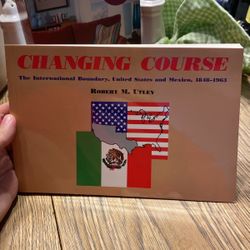 CHANGING COURSE
The International Boundary, United States and Mexico, 1848-1963
ROBERT M. UTLEY